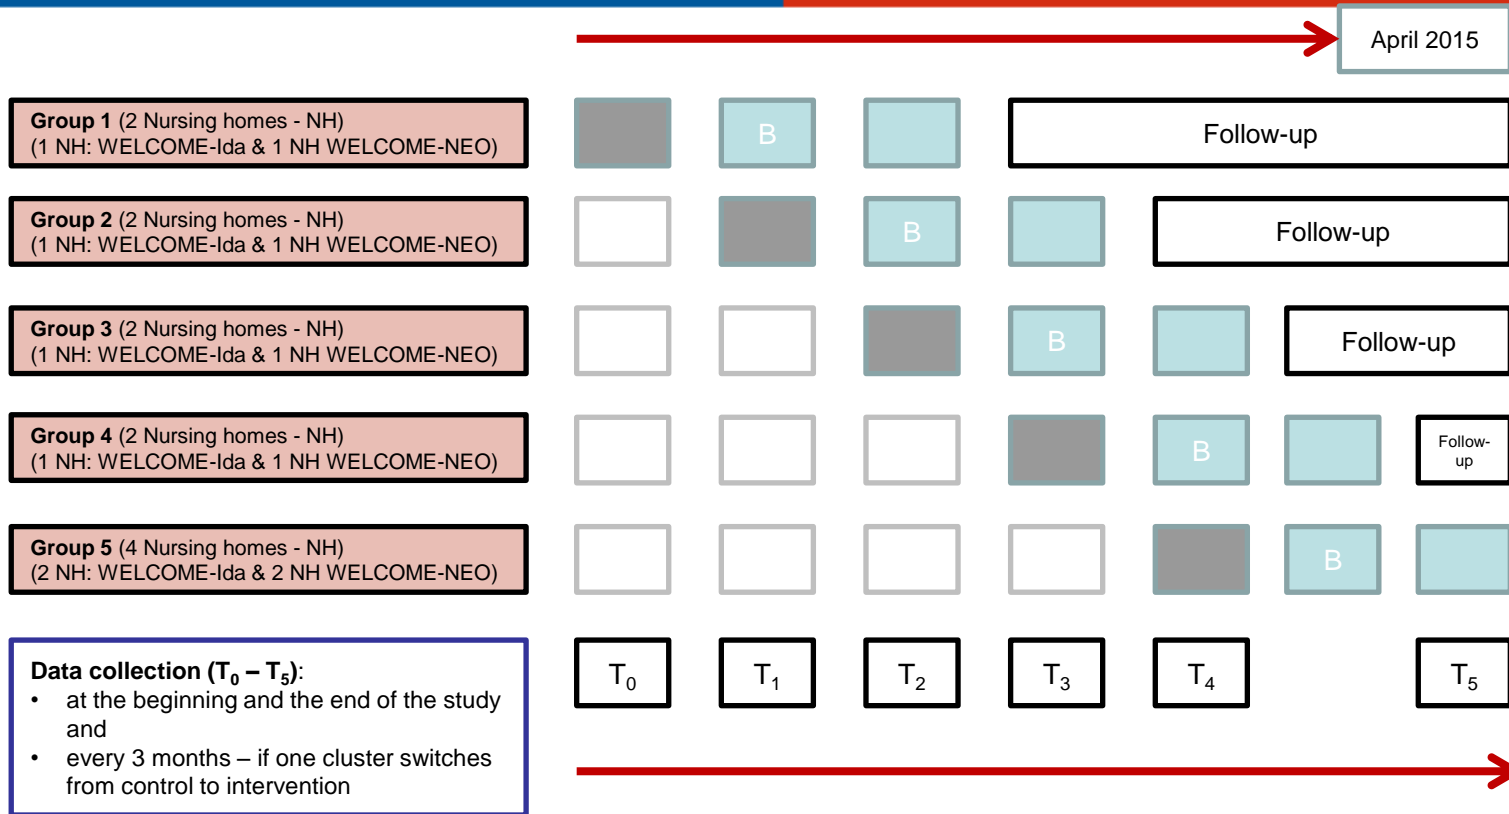 April 2015
Group 1 (2 Nursing homes - NH)
(1 NH: WELCOME-Ida & 1 NH WELCOME-NEO)
B
Follow-up
Group 2 (2 Nursing homes - NH)
(1 NH: WELCOME-Ida & 1 NH WELCOME-NEO)
B
Follow-up
Group 3 (2 Nursing homes - NH)
(1 NH: WELCOME-Ida & 1 NH WELCOME-NEO)
B
Follow-up
Group 4 (2 Nursing homes - NH)
(1 NH: WELCOME-Ida & 1 NH WELCOME-NEO)
B
Follow-
up
Group 5 (4 Nursing homes - NH)
(2 NH: WELCOME-Ida & 2 NH WELCOME-NEO)
B
Data collection (T₀ – T₅):
• at the beginning and the end of the study
and
• every 3 months – if one cluster switches
from control to intervention
T₀ T₁ T₂ T₃ T₄ T₅